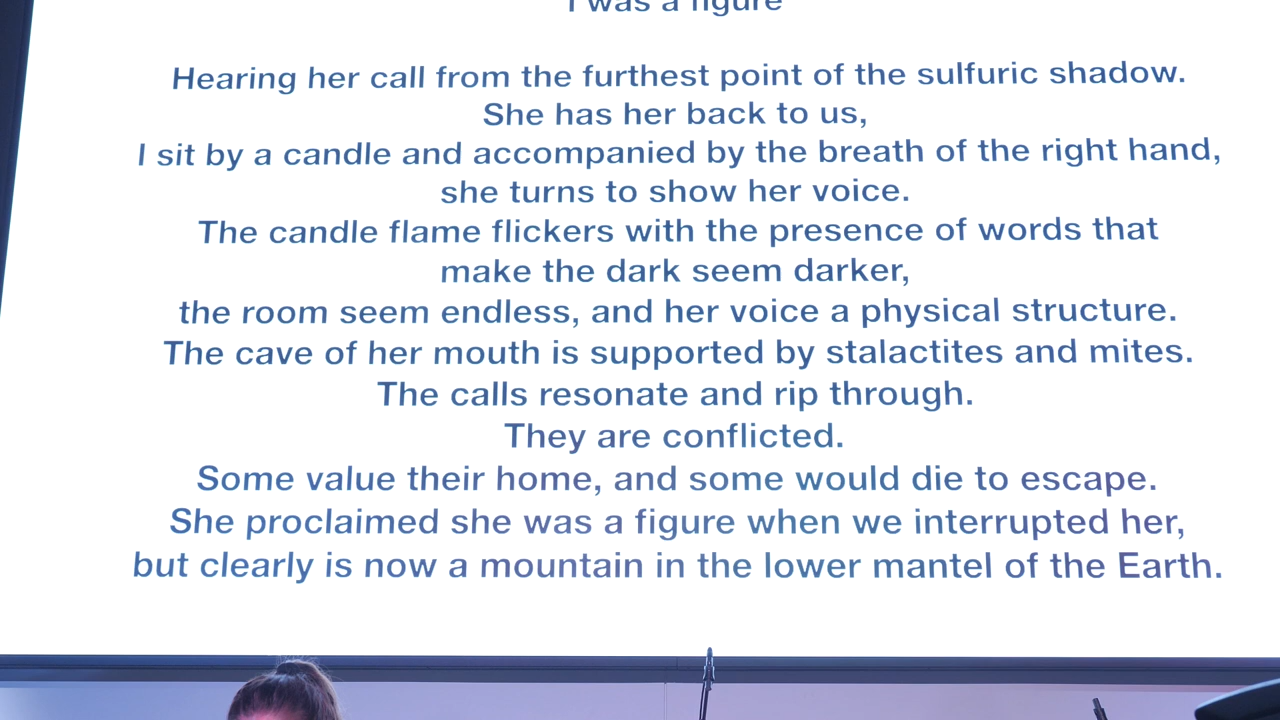 I was a figure
Hearing her call from the furthest point of the sulfuric shadow.
She has her back to us,
I sit by a candle and accompanied by the breath of the right hand,
she turns to show her voice.
The candle flame flickers with the presence of words that
make the dark seem darker,
the room seem endless, and her voice a physical structure.
The cave of her mouth is supported by stalactites and mites.
The calls resonate and rip through.
They are conflicted.
Some value their home, and some would die to escape.
She proclaimed she was a figure when we interrupted her,
but clearly is now a mountain in the lower mantel of the Earth.